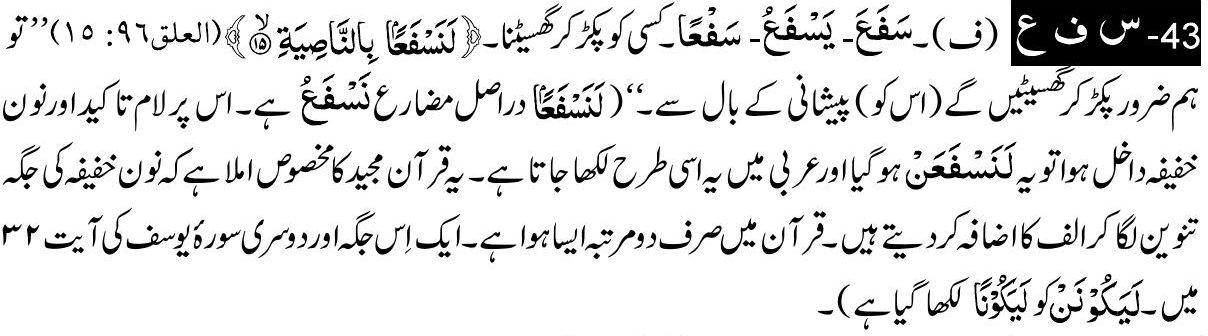 43- س ف ع (ف)۔ سَفَعَ۔ یَسْفَعُ۔ سَفْعًا۔ کسی کو پکڑ کر گھسیٹنا۔ ﴿لَنَسْفَعًۢا بِالنَّاصِیَةِ ۙ۝۱۵﴾ (العلق۹۶: ۱۵) ’’تو
ہم ضرور پکڑ کر گھسیٹیں گے (اس کو) پیشانی کے بال سے۔‘‘ (لَنَسْفَعًۢا دراصل مضارع نَسْفَعُ ہے۔ اس پر لام تاکید اور نون
خفیفہ داخل ہوا تو یہ لَنَسْفَعَنْ ہو گیا اور عربی میں یہ اسی طرح لکھا جاتا ہے۔ یہ قرآن مجید کا مخصوص املا ہے کہ نون خفیفہ کی جگہ
تنوین لگا کر الف کا اضافہ کر دیتے ہیں۔ قرآن میں صرف دو مرتبہ ایسا ہوا ہے۔ ایک اِس جگہ اور دوسری سورۂ یوسف کی آیت ۳۲
میں۔ لَیَکُوْنَنْ کو لَیَکُوْنًا لکھا گیا ہے)۔